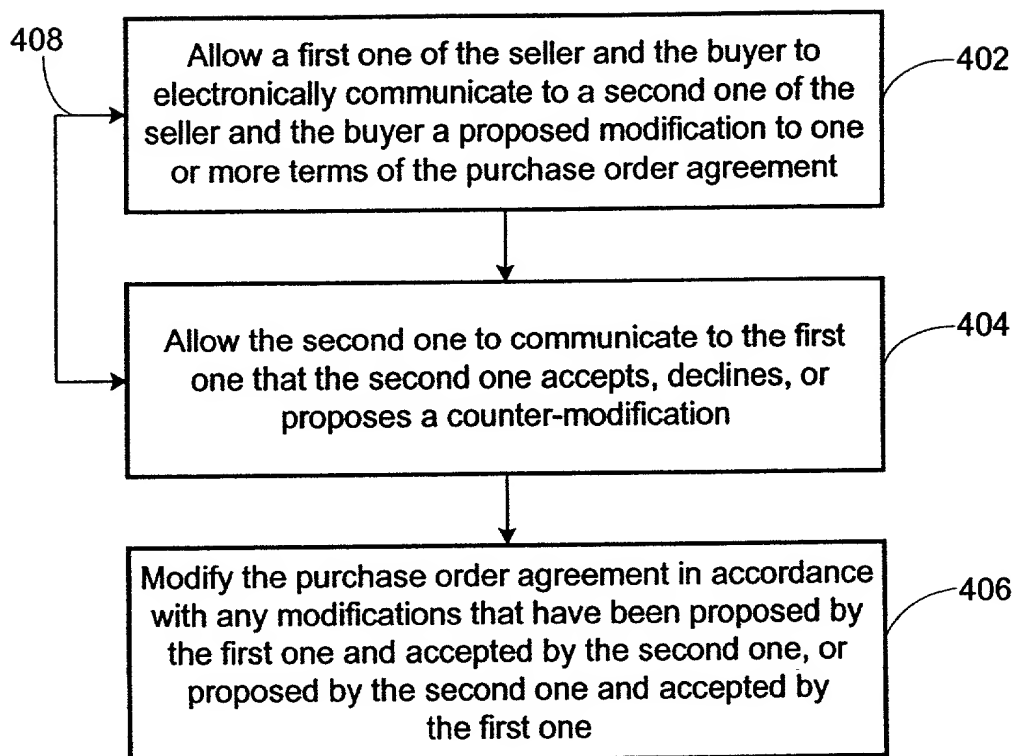 408
Allow a first one of the seller and the buyer to
electronically communicate to a second one of the
seller and the buyer a proposed modification to one
or more terms of the purchase order agreement
402
Allow the second one to communicate to the first
one that the second one accepts, declines, or
proposes a counter-modification
404
Modify the purchase order agreement in accordance
with any modifications that have been proposed by
the first one and accepted by the second one, or
proposed by the second one and accepted by
the first one
406